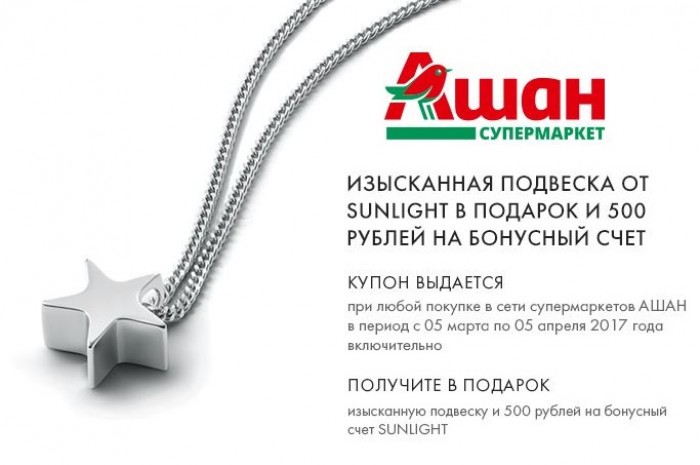 Ашан
СУПЕРМАРКЕТ
ИЗЫСКАННАЯ ПОДВЕСКА ОТ
SUNLIGHT В ПОДАРОК И 500
РУБЛЕЙ НА БОНУСНЫЙ СЧЕТ
КУПОН ВЫДАЕТСЯ
при любой покупке в сети супермаркетов АШАН
в период с 05 марта по 05 апреля 2017 года
включительно
ПОЛУЧИТЕ В ПОДАРОК
изысканную подвеску и 500 рублей на бонусный
счет SUNLIGHT